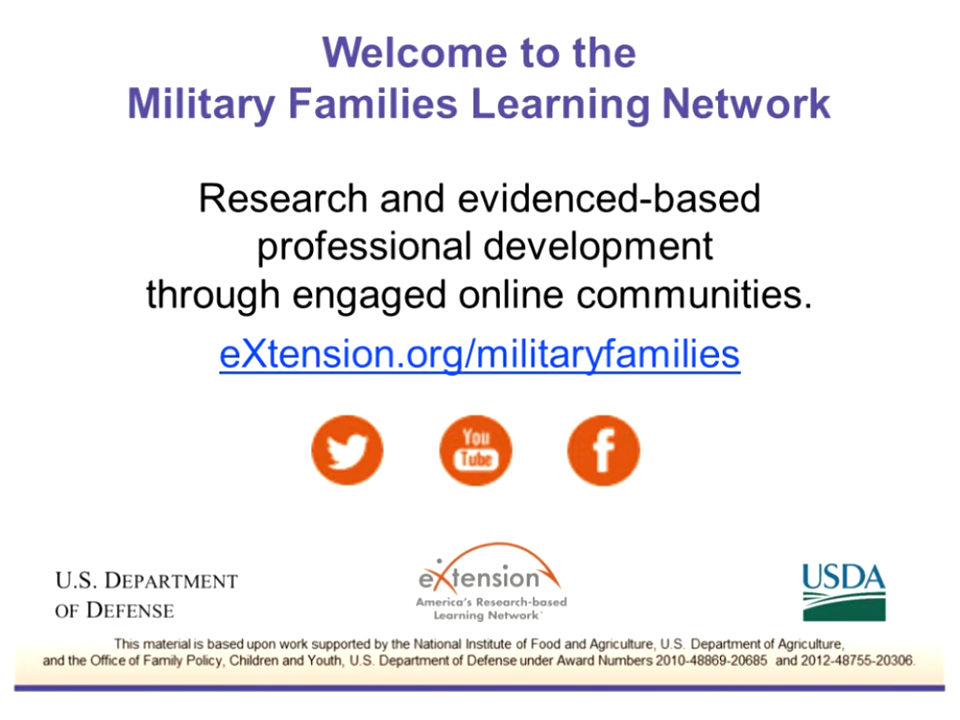 Welcome to the
Military Families Learning Network
Research and evidenced-based
professional development
through engaged online communities.
eXtension.org/militaryfamilies
You
Tube
f
U.S. DEPARTMENT
OF DEFENSE
eXtension
America's Research-based
Learning Network
USDA
This material is based upon work supported by the National Institute of Food and Agriculture, U.S. Department of Agriculture,
and the Office of Family Policy, Children and Youth, U.S. Department of Defense under Award Numbers 2010-48869-20685 and 2012-48755-20306.